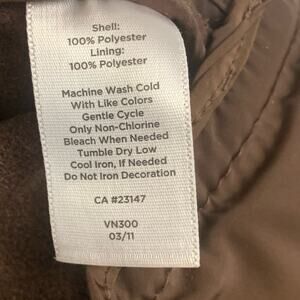 Shell:
100% Polyester
Lining:
100% Polyester
Machine Wash Cold
With Like Colors
Gentle Cycle
Only Non-Chlorine
Bleach When Needed
Tumble Dry Low
Cool Iron, If Needed
Do Not Iron Decoration
CA #23147
VN300
03/11